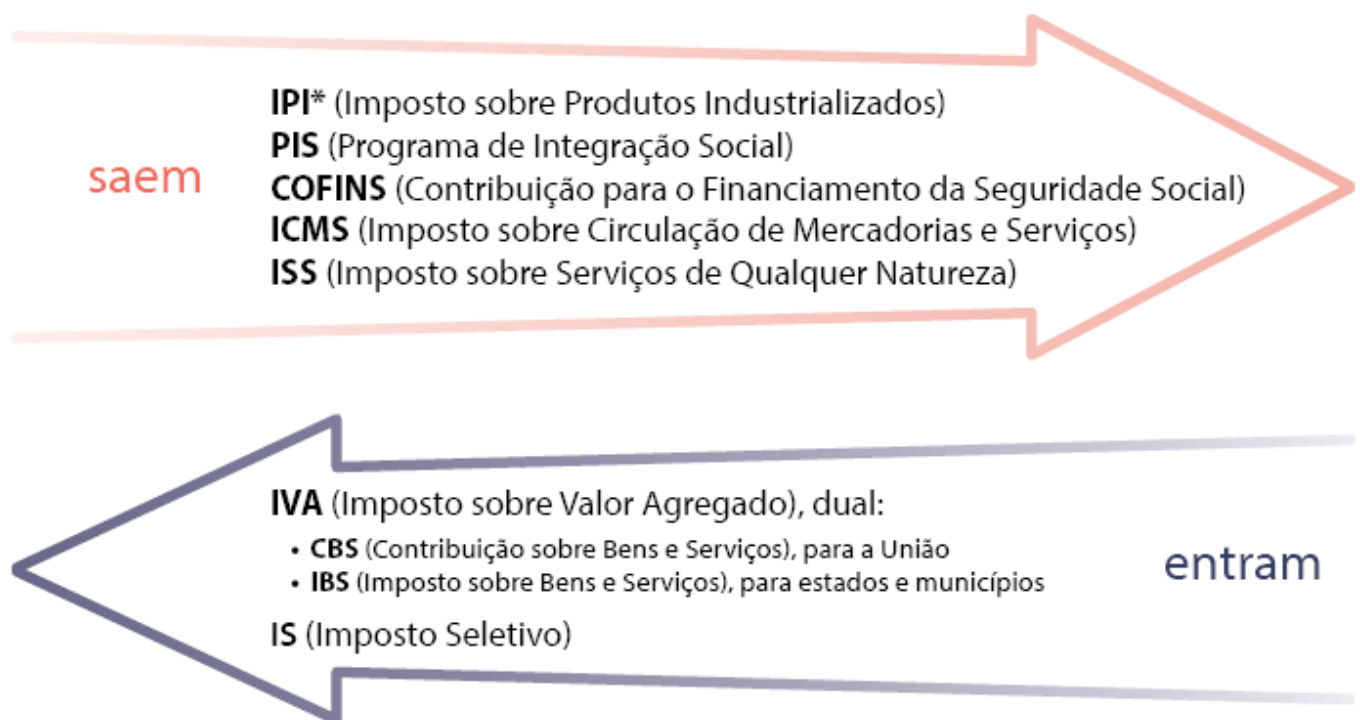 saem
IPI* (Imposto sobre Produtos Industrializados)
PIS (Programa de Integração Social)
COFINS (Contribuição para o Financiamento da Seguridade Social)
ICMS (Imposto sobre Circulação de Mercadorias e Serviços)
ISS (Imposto sobre Serviços de Qualquer Natureza)
IVA (Imposto sobre Valor Agregado), dual:
• CBS (Contribuição sobre Bens e Serviços), para a União
• IBS (Imposto sobre Bens e Serviços), para estados e municípios
IS (Imposto Seletivo)
entram